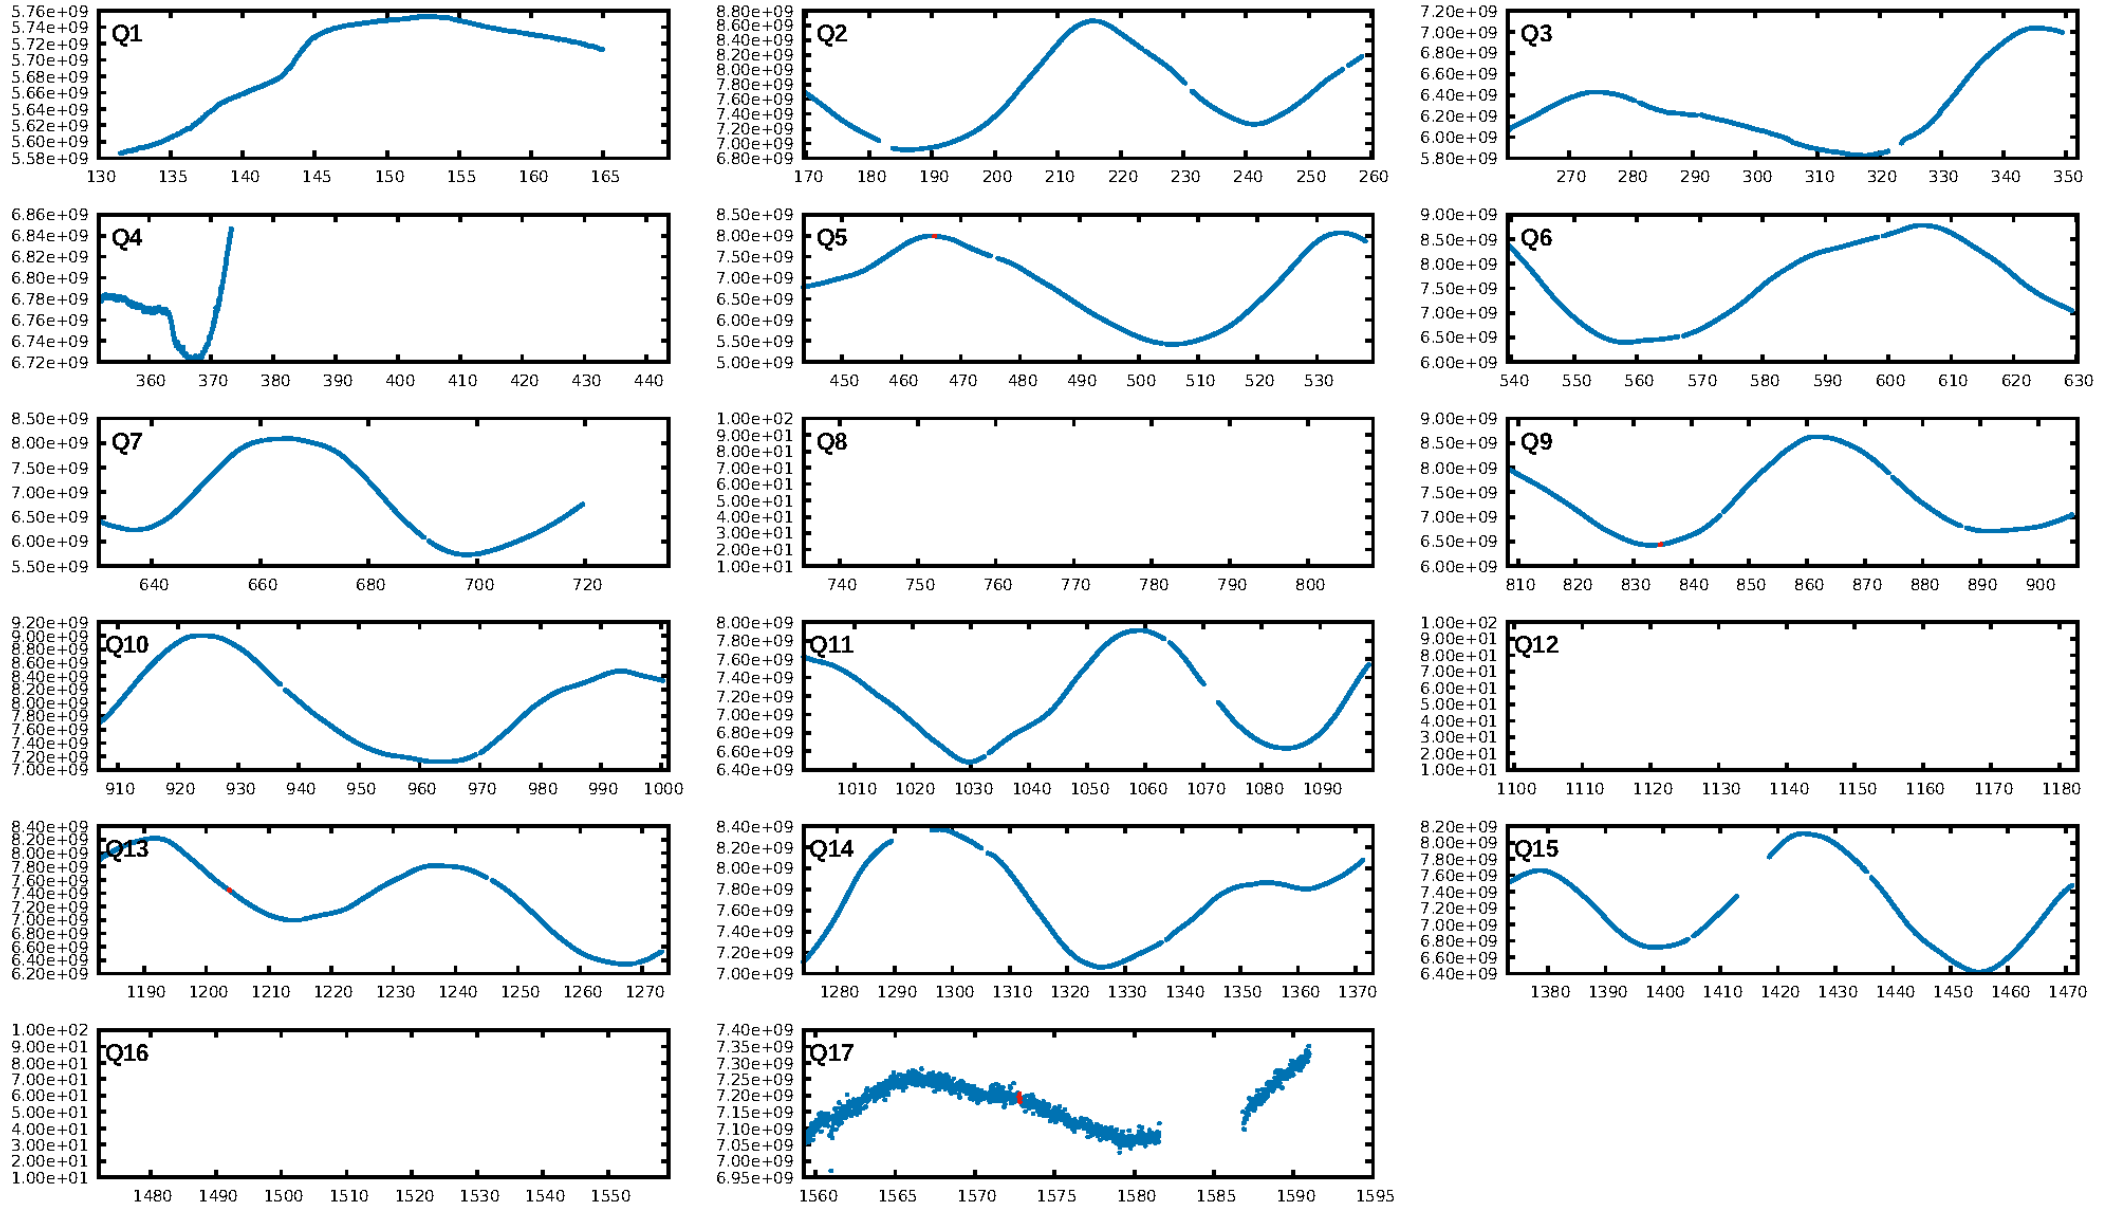 Q1
5.76e+09
5.74e+09
5.72e+09
5.70e+09
5.68e+09
5.66e+09
5.64e+09
5.62e+09
5.60e+09
5.58e+09
130 135 140 145 150 155 160 165
Q2
8.80e+09
8.60e+09
8.40e+09
8.20e+09
8.00e+09
7.80e+09
7.60e+09
7.40e+09
7.20e+09
7.00e+09
6.80e+09
170 180 190 200 210 220 230 240 250 260
Q3
7.20e+09
7.00e+09
6.80e+09
6.60e+09
6.40e+09
6.20e+09
6.00e+09
5.80e+09
270 280 290 300 310 320 330 340 350
Q4
6.86e+09
6.84e+09
6.82e+09
6.80e+09
6.78e+09
6.76e+09
6.74e+09
6.72e+09
360 370 380 390 400 410 420 430 440
Q5
8.50e+09
8.00e+09
7.50e+09
7.00e+09
6.50e+09
6.00e+09
5.50e+09
5.00e+09
450 460 470 480 490 500 510 520 530
Q6
9.00e+09
8.50e+09
8.00e+09
7.50e+09
7.00e+09
6.50e+09
6.00e+09
540 550 560 570 580 590 600 610 620 630
Q7
8.50e+09
8.00e+09
7.50e+09
7.00e+09
6.50e+09
6.00e+09
5.50e+09
640 660 680 700 720
Q8
1.00e+02
9.00e+01
8.00e+01
7.00e+01
6.00e+01
5.00e+01
4.00e+01
3.00e+01
2.00e+01
1.00e+01
740 750 760 770 780 790 800
Q9
9.00e+09
8.50e+09
8.00e+09
7.50e+09
7.00e+09
6.50e+09
6.00e+09
810 820 830 840 850 860 870 880 890 900
Q10
9.20e+09
9.00e+09
8.80e+09
8.60e+09
8.40e+09
8.20e+09
8.00e+09
7.80e+09
7.60e+09
7.40e+09
7.20e+09
7.00e+09
910 920 930 940 950 960 970 980 990 1000
Q11
8.00e+09
7.80e+09
7.60e+09
7.40e+09
7.20e+09
7.00e+09
6.80e+09
6.60e+09
6.40e+09
1010 1020 1030 1040 1050 1060 1070 1080 1090
Q12
1.00e+02
9.00e+01
8.00e+01
7.00e+01
6.00e+01
5.00e+01
4.00e+01
3.00e+01
2.00e+01
1.00e+01
1100 1110 1120 1130 1140 1150 1160 1170 1180
Q13
8.40e+09
8.20e+09
8.00e+09
7.80e+09
7.60e+09
7.40e+09
7.20e+09
7.00e+09
6.80e+09
6.60e+09
6.40e+09
6.20e+09
1190 1200 1210 1220 1230 1240 1250 1260 1270
Q14
8.40e+09
8.20e+09
8.00e+09
7.80e+09
7.60e+09
7.40e+09
7.20e+09
7.00e+09
1280 1290 1300 1310 1320 1330 1340 1350 1360 1370
Q15
8.20e+09
8.00e+09
7.80e+09
7.60e+09
7.40e+09
7.20e+09
7.00e+09
6.80e+09
6.60e+09
6.40e+09
1380 1390 1400 1410 1420 1430 1440 1450 1460 1470
Q16
1.00e+02
9.00e+01
8.00e+01
7.00e+01
6.00e+01
5.00e+01
4.00e+01
3.00e+01
2.00e+01
1.00e+01
1480 1490 1500 1510 1520 1530 1540 1550
Q17
7.40e+09
7.35e+09
7.30e+09
7.25e+09
7.20e+09
7.15e+09
7.10e+09
7.05e+09
7.00e+09
6.95e+09
1560 1565 1570 1575 1580 1585 1590 1595